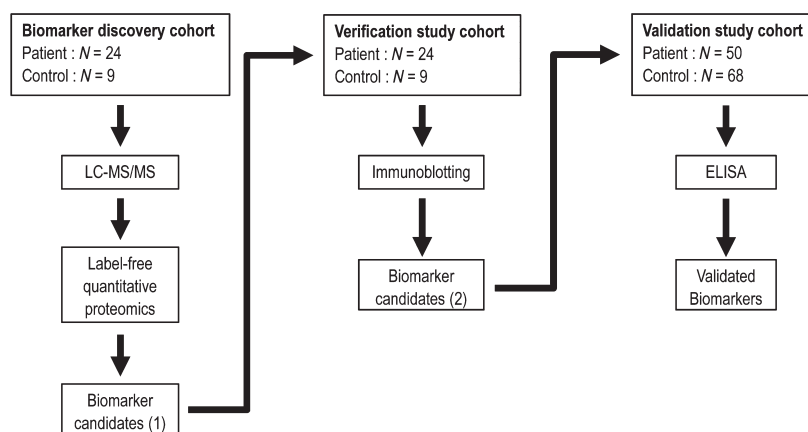 Biomarker discovery cohort
Patient : N = 24
Control : N = 9
LC-MS/MS
Label-free
quantitative
proteomics
Biomarker
candidates (1)
Verification study cohort
Patient : N = 24
Control : N = 9
Immunoblotting
Biomarker
candidates (2)
Validation study cohort
Patient : N = 50
Control : N = 68
ELISA
Validated
Biomarkers